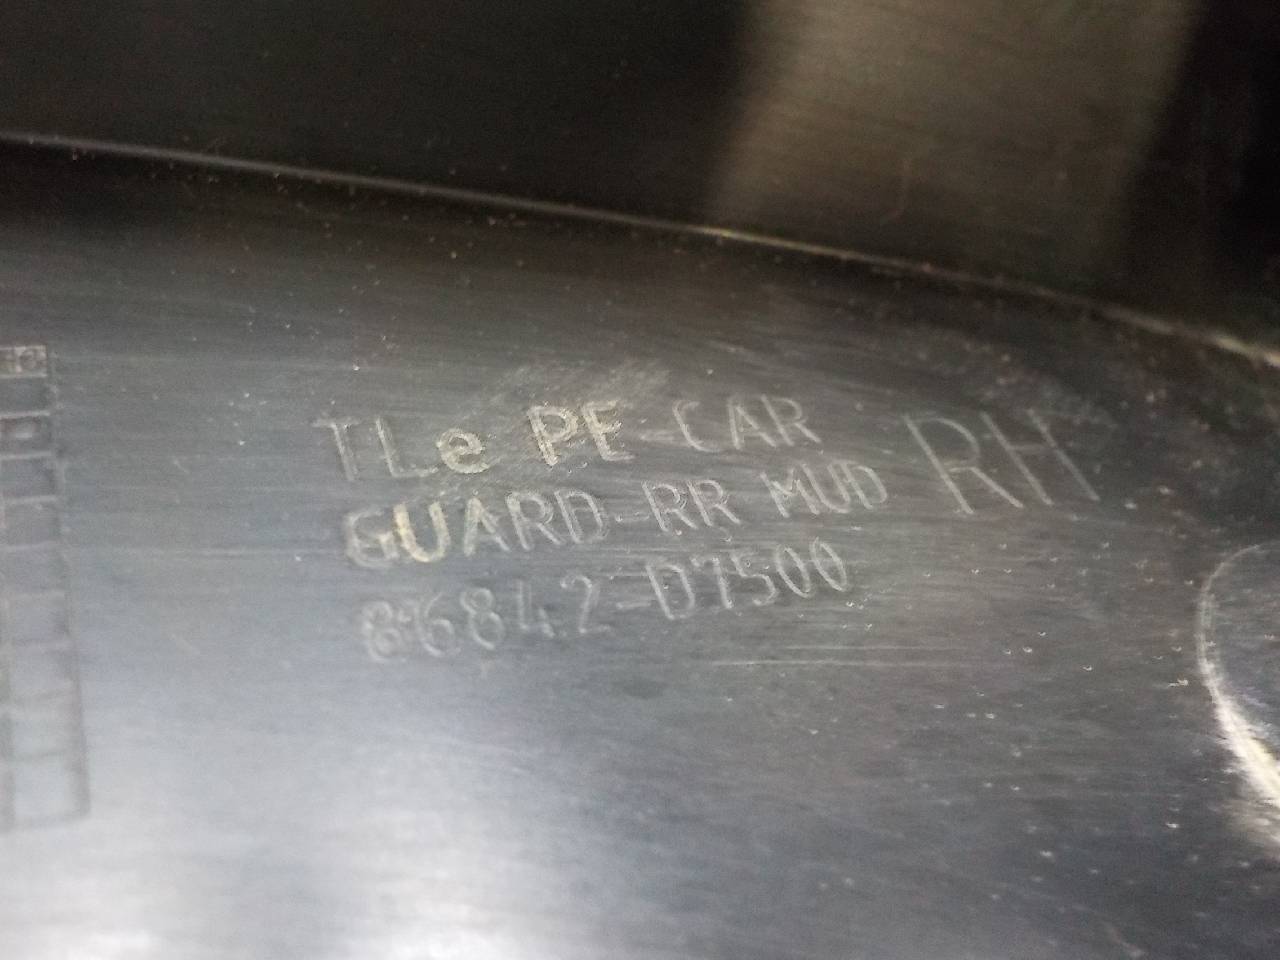 TLe PE-CAR
GUARD-RR MUD RH
86842-D7500